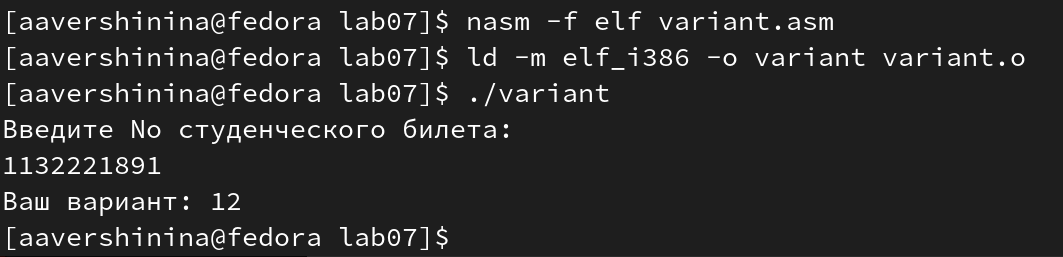 [aavershinina@fedora lab07]$ nasm -f elf variant.asm
[aavershinina@fedora lab07]$ ld -m elf_i386 -o variant variant.o
[aavershinina@fedora lab07]$ ./variant
Введите No студенческого билета:
1132221891
Ваш вариант: 12
[aavershinina@fedora lab07]$